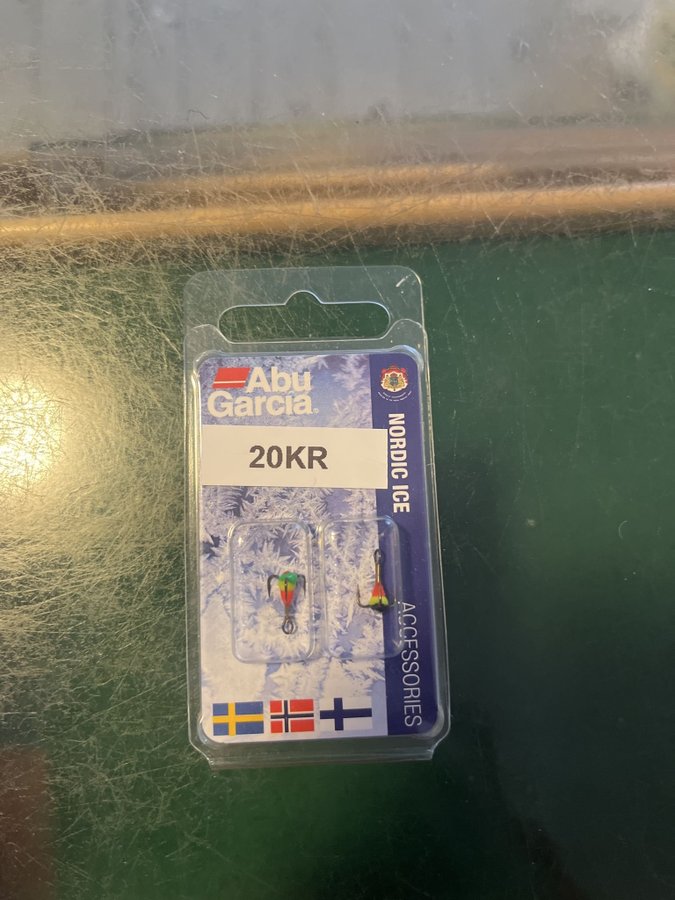 Abu
Garcia®
20KR
NORDIC ICE
ACCESSORIES